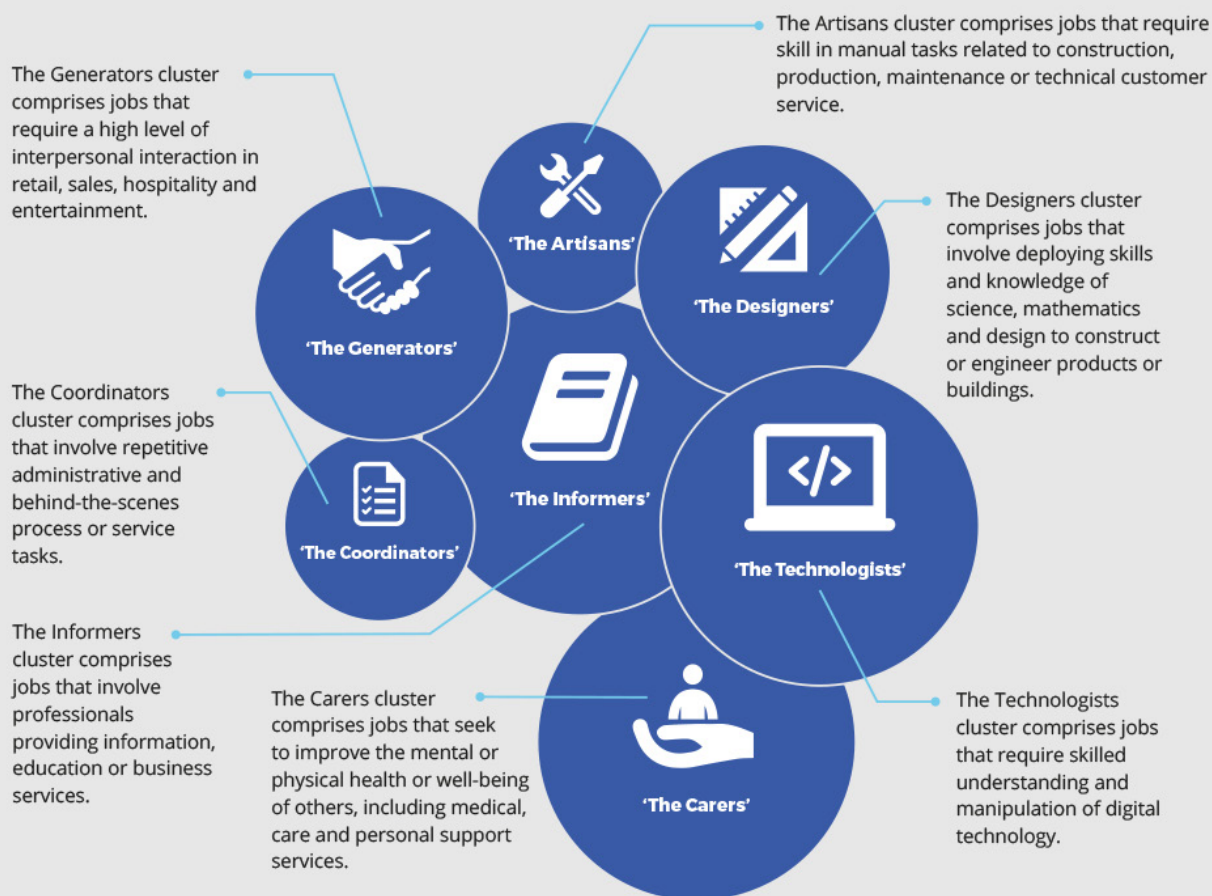 The Artisans cluster comprises jobs that require
skill in manual tasks related to construction,
production, maintenance or technical customer
service.
The Generators cluster
comprises jobs that
require a high level of
interpersonal interaction in
retail, sales, hospitality and
entertainment.
'The Artisans'
The Designers cluster
comprises jobs that
involve deploying skills
and knowledge of
science, mathematics
and design to construct
or engineer products or
buildings.
'The Designers'
'The Generators'
The Coordinators
cluster comprises jobs
that involve repetitive
administrative and
behind-the-scenes
process or service
tasks.
</>
'The Informers'
'The Coordinators'
'The Technologists'
The Informers
cluster comprises
jobs that involve
professionals
providing information,
education or business
services.
The Carers cluster
comprises jobs that seek
to improve the mental or
physical health or well-being
of others, including medical,
care and personal support
services.
'The Carers'
The Technologists
cluster comprises jobs
that require skilled
understanding and
manipulation of digital
technology.